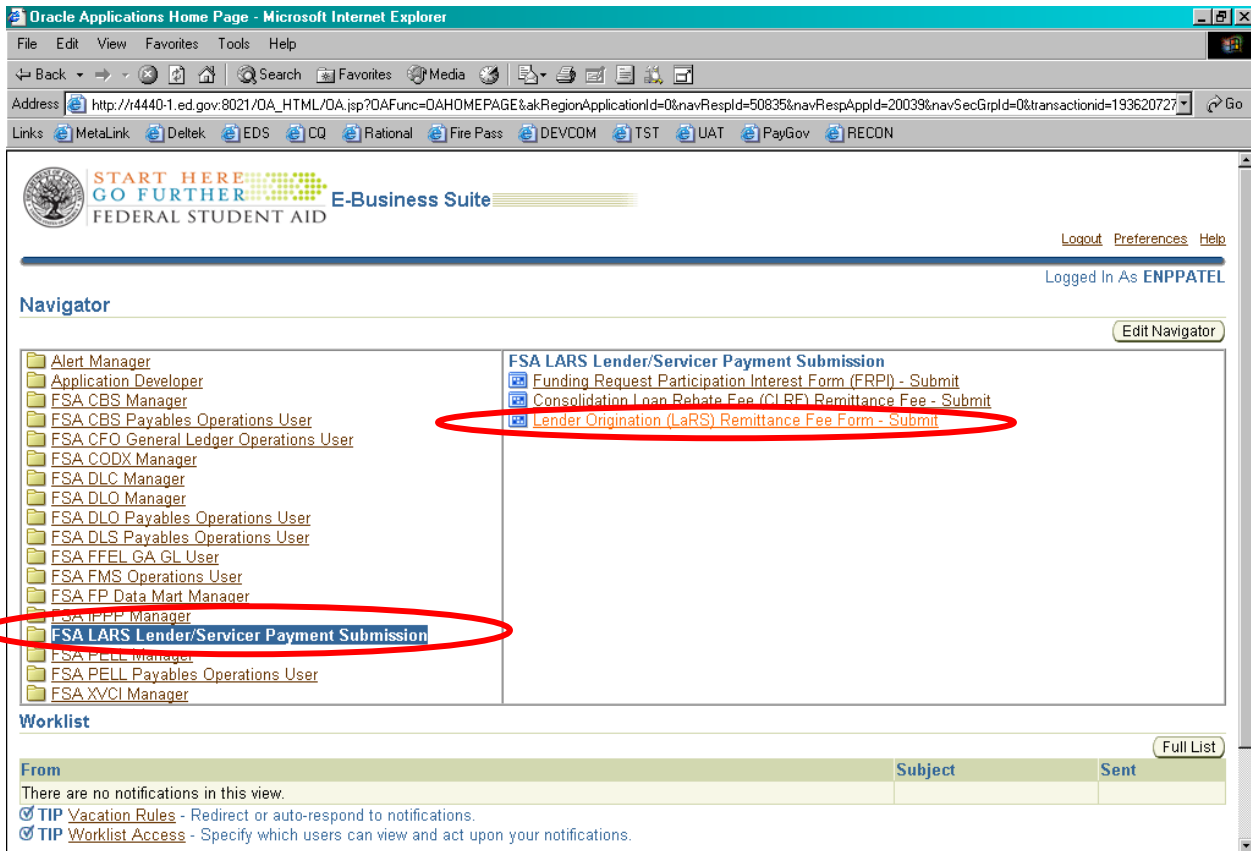 Oracle Applications Home Page - Microsoft Internet Explorer
File Edit View Favorites Tools Help
Back Search Favorites Media
Address http://r4440-1.ed.gov:8021/OA_HTML/OA.jsp?OAFunc=OAHOMEPAGE&akRegionApplicationId=0&navRespId=50835&navRespAppId=20039&navSecGrpId=0&transactionid=193620727 Go
Links MetaLink Deltek EDS CQ Rational Fire Pass DEVCOM TST UAT PayGov RECON
START HERE
GO FURTHER
FEDERAL STUDENT AID
E-Business Suite
Logout Preferences Help
Logged In As ENPPATEL
Navigator
Edit Navigator
Alert Manager
Application Developer
FSA CBS Manager
FSA CBS Payables Operations User
FSA CFO General Ledger Operations User
FSA CODX Manager
FSA DLC Manager
FSA DLO Manager
FSA DLO Payables Operations User
FSA DLS Payables Operations User
FSA FFEL GA GL User
FSA FMS Operations User
FSA FP Data Mart Manager
FSA IPPP Manager
FSA LARS Lender/Servicer Payment Submission
FSA PELL Manager
FSA PELL Payables Operations User
FSA XVCI Manager
FSA LARS Lender/Servicer Payment Submission
Funding Request Participation Interest Form (FRPI) - Submit
Consolidation Loan Rebate Fee (CLRF) Remittance Fee - Submit
Lender Origination (LaRS) Remittance Fee Form - Submit
Worklist
Full List
From Subject Sent
There are no notifications in this view.
TIP Vacation Rules - Redirect or auto-respond to notifications.
TIP Worklist Access - Specify which users can view and act upon your notifications.